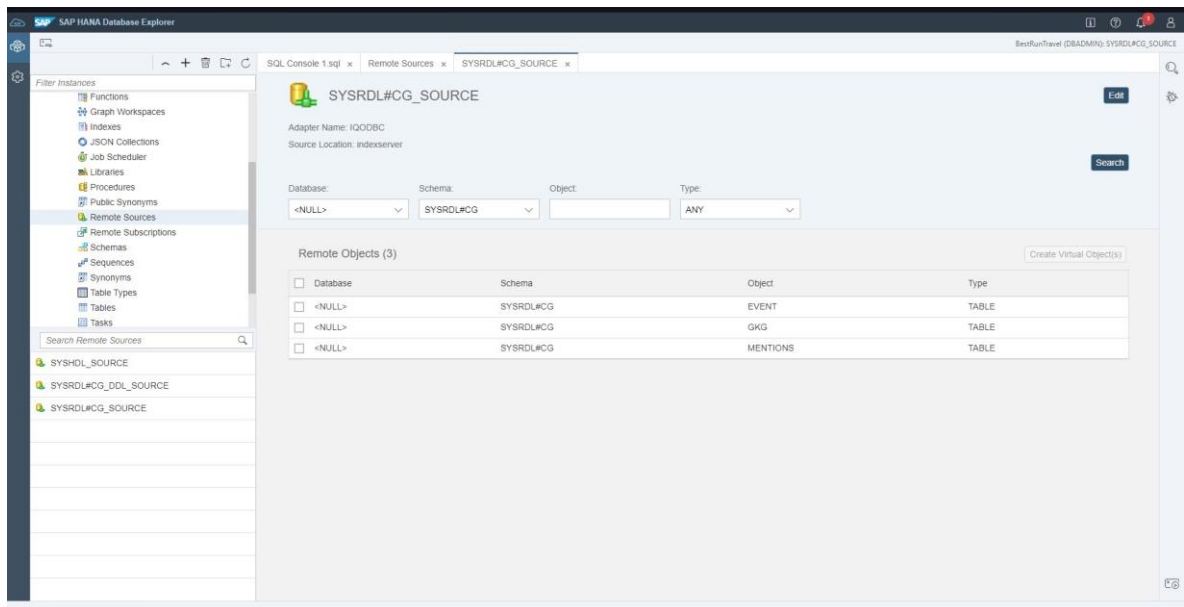 SAP SAP HANA Database Explorer
1
BestRunTravel (DBADMIN): SYSRDL#CG_SOURCE
SQL Console 1.sql × Remote Sources × SYSRDL#CG_SOURCE ×
Filter Instances
Functions
Graph Workspaces
Indexes
JSON Collections
Job Scheduler
Libraries
Procedures
Public Synonyms
Remote Sources
Remote Subscriptions
Schemas
Sequences
Synonyms
Table Types
Tables
Tasks
Search Remote Sources
SYSHDL_SOURCE
SYSRDL#CG_DDL_SOURCE
SYSRDL#CG_SOURCE
SYSRDL#CG_SOURCE
Edit
Adapter Name: IQODBC
Source Location: indexserver
Search
Database: Schema: Object: Type:
<NULL> SYSRDL#CG ANY
Remote Objects (3)
Create Virtual Object(s)
Database Schema Object Type
<NULL> SYSRDL#CG EVENT TABLE
<NULL> SYSRDL#CG GKG TABLE
<NULL> SYSRDL#CG MENTIONS TABLE